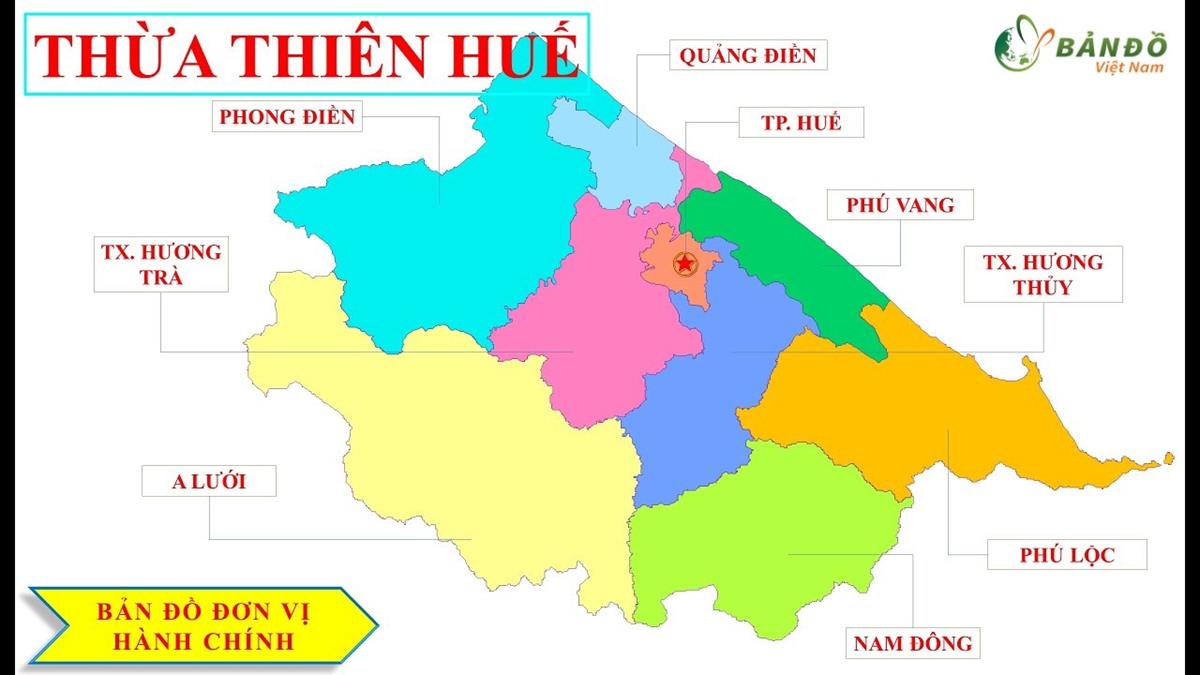 THỪA THIÊN HUẾ
BẢN ĐỒ
Việt Nam
QUẢNG ĐIỀN
PHONG ĐIỀN
TP. HUẾ
PHÚ VANG
TX. HƯƠNG
TRÀ
TX. HƯƠNG
THỦY
A LƯỚI
PHÚ LỘC
BẢN ĐỒ ĐƠN VỊ
HÀNH CHÍNH
NAM ĐÔNG